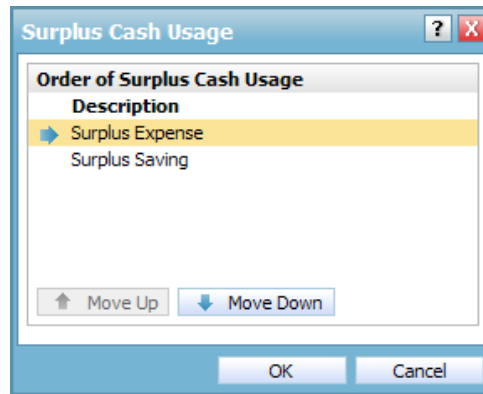 Surplus Cash Usage ? X
Order of Surplus Cash Usage
Description
Surplus Expense
Surplus Saving
Move Up Move Down
OK Cancel